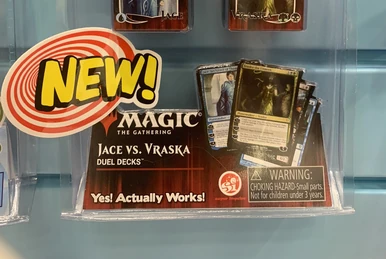 NEW!
MAGIC
THE GATHERING
JACE VS. VRASKA
DUEL DECKS™
Yes! Actually Works!
WARNING:
CHOKING HAZARD-Small parts.
Not for children under 3 years.